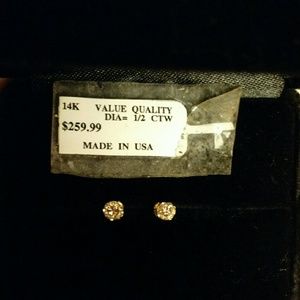 14K VALUE QUALITY
DIA= 1/2 CTW
$259.99
MADE IN USA